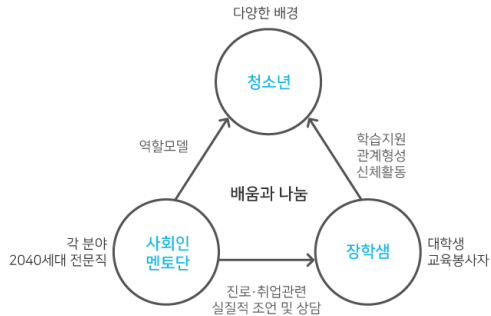 다양한 배경
청소년
역할모델
학습지원
관계형성
신체활동
배움과 나눔
각 분야
2040세대 전문직
사회인
멘토단
장학샘
대학생
교육봉사자
진로·취업관련
실질적 조언 및 상담